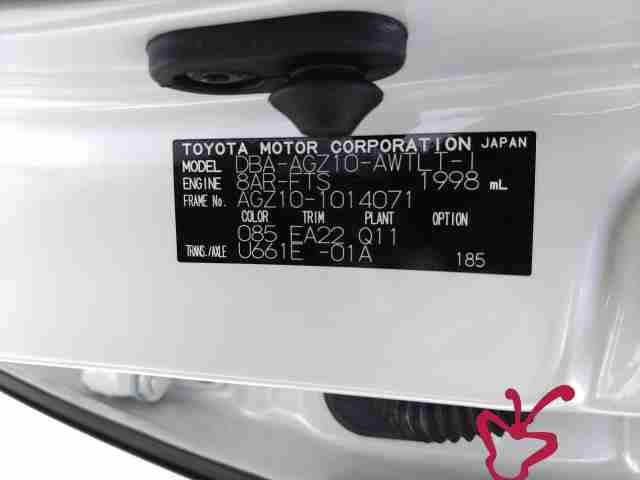 TOYOTA MOTOR CORPORATION JAPAN
MODEL DBA-AGZ10-AWTLT-I
ENGINE 8AR-FTS 1998 mL
FRAME No. AGZ10-1014071
COLOR TRIM PLANT OPTION
085 EA22 Q11
TRANS./AXLE U661E -01A 185